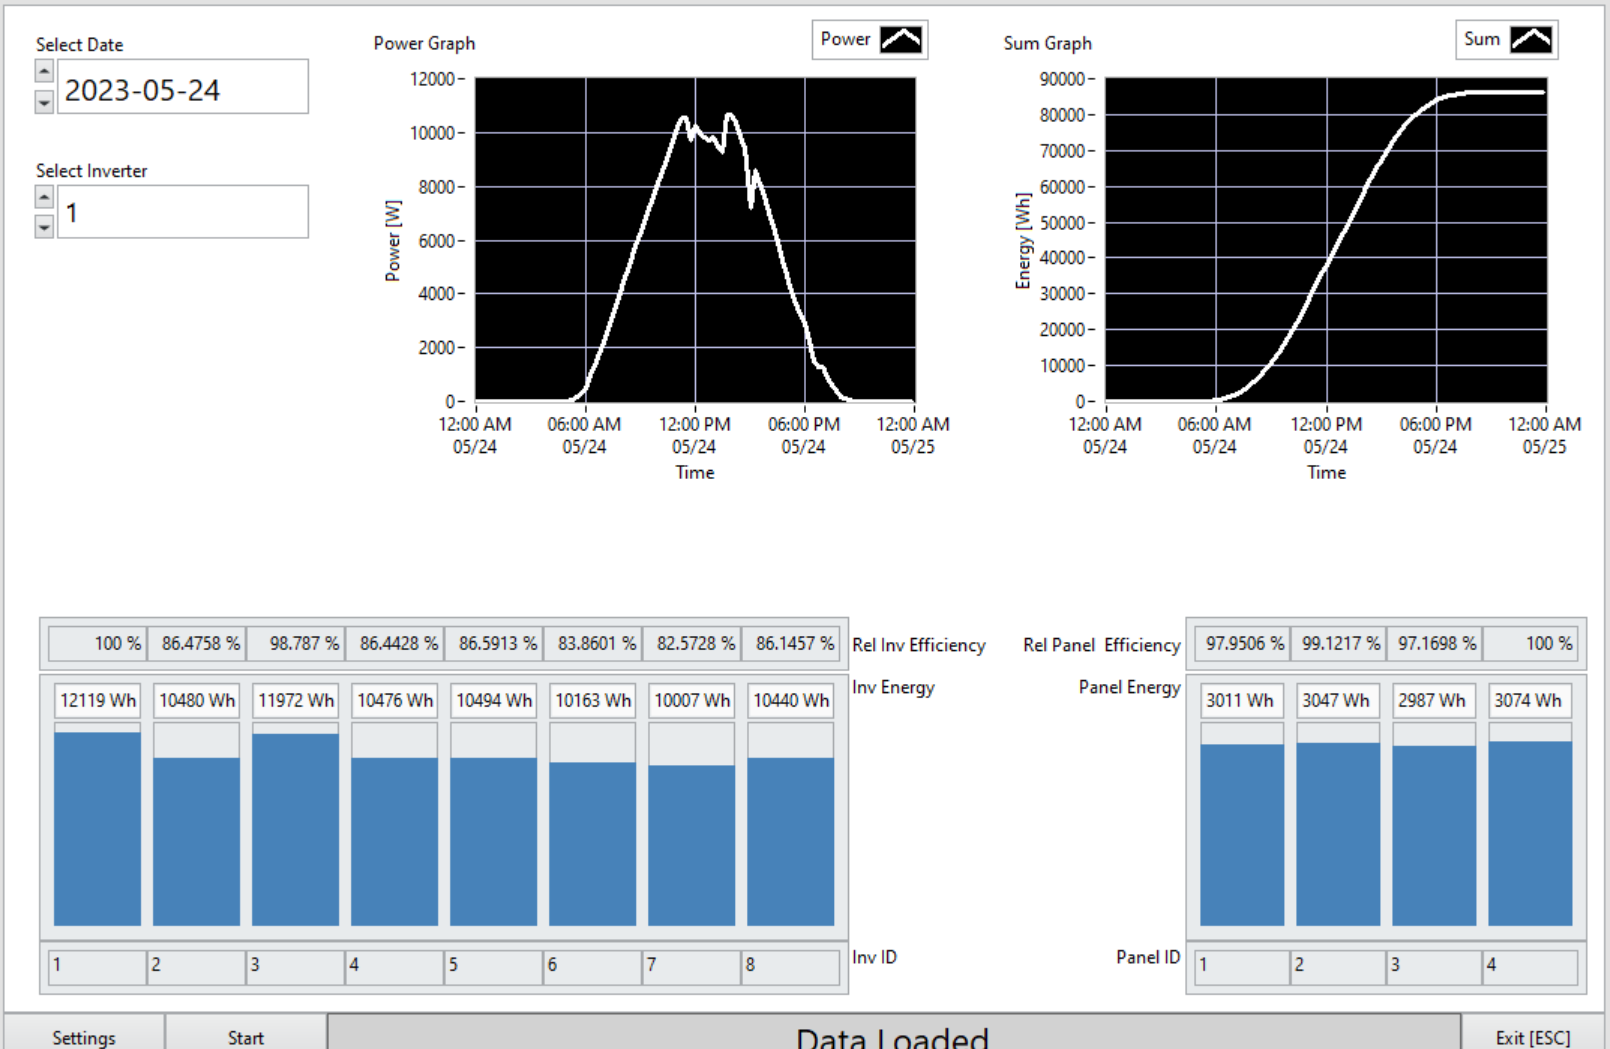 Select Date
2023-05-24
Select Inverter
1
Power Graph
Power
12000
10000
8000
6000
4000
2000
0
Power [W]
12:00 AM 06:00 AM 12:00 PM 06:00 PM 12:00 AM
05/24 05/24 05/24 05/24 05/25
Time
Sum Graph
Sum
90000
80000
70000
60000
50000
40000
30000
20000
10000
0
Energy [Wh]
12:00 AM 06:00 AM 12:00 PM 06:00 PM 12:00 AM
05/24 05/24 05/24 05/24 05/25
Time
100 % 86.4758 % 98.787 % 86.4428 % 86.5913 % 83.8601 % 82.5728 % 86.1457 % Rel Inv Efficiency
12119 Wh 10480 Wh 11972 Wh 10476 Wh 10494 Wh 10163 Wh 10007 Wh 10440 Wh Inv Energy
1 2 3 4 5 6 7 8 Inv ID
Rel Panel Efficiency 97.9506 % 99.1217 % 97.1698 % 100 %
Panel Energy 3011 Wh 3047 Wh 2987 Wh 3074 Wh
Panel ID 1 2 3 4
Settings Start Data Loaded Exit [ESC]